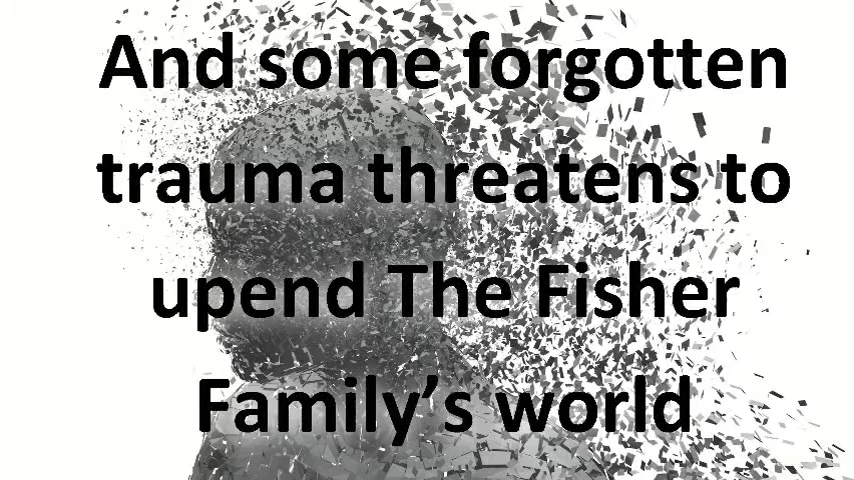 And some forgotten
trauma threatens to
upend The Fisher
Family’s world